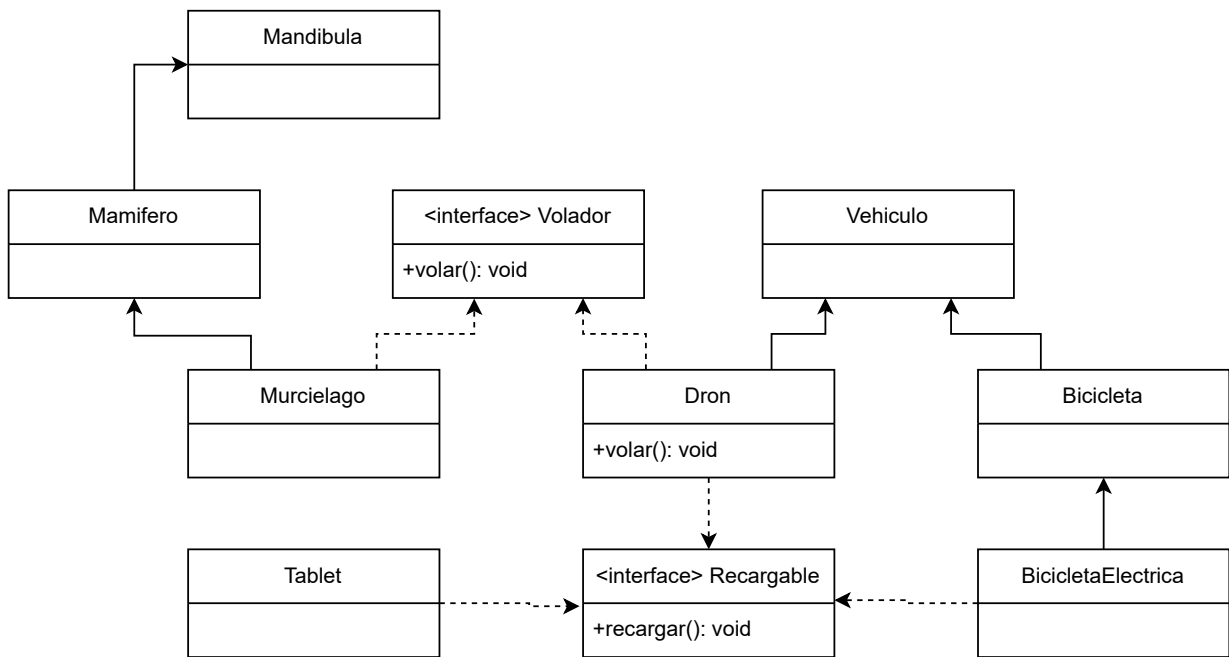 Mandibula
Mamifero
<interface> Volador
+volar(): void
Vehiculo
Murcielago
Dron
+volar(): void
Bicicleta
Tablet
<interface> Recargable
+recargar(): void
BicicletaElectrica